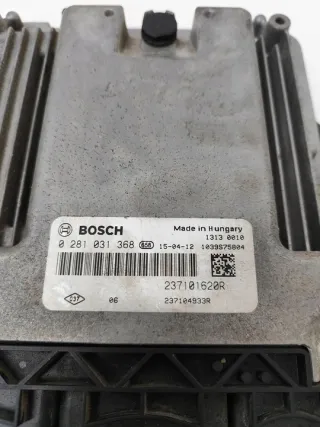 BOSCH
Made in Hungary
1313 0010
0 281 031 368
15-04-12 1039S75804
237101620R
06
237104933R